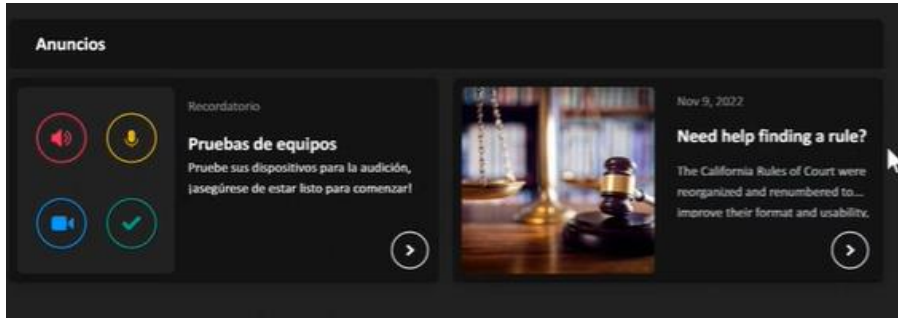 Anuncios
Recordatorio
Pruebas de equipos
Pruebe sus dispositivos para la audición,
¡asegúrese de estar listo para comenzar!
Nov 9, 2022
Need help finding a rule?
The California Rules of Court were
reorganized and renumbered to...
improve their format and usability.